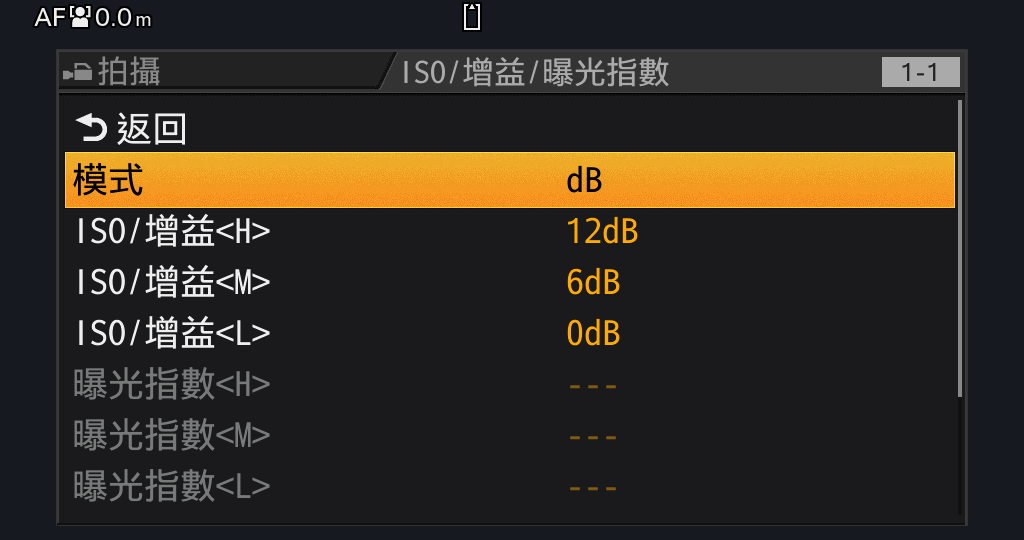 AF 0.0m
拍攝 ISO/增益/曝光指數 1-1
返回
模式 dB
ISO/增益<H> 12dB
ISO/增益<M> 6dB
ISO/增益<L> 0dB
曝光指數<H> ---
曝光指數<M> ---
曝光指數<L> ---